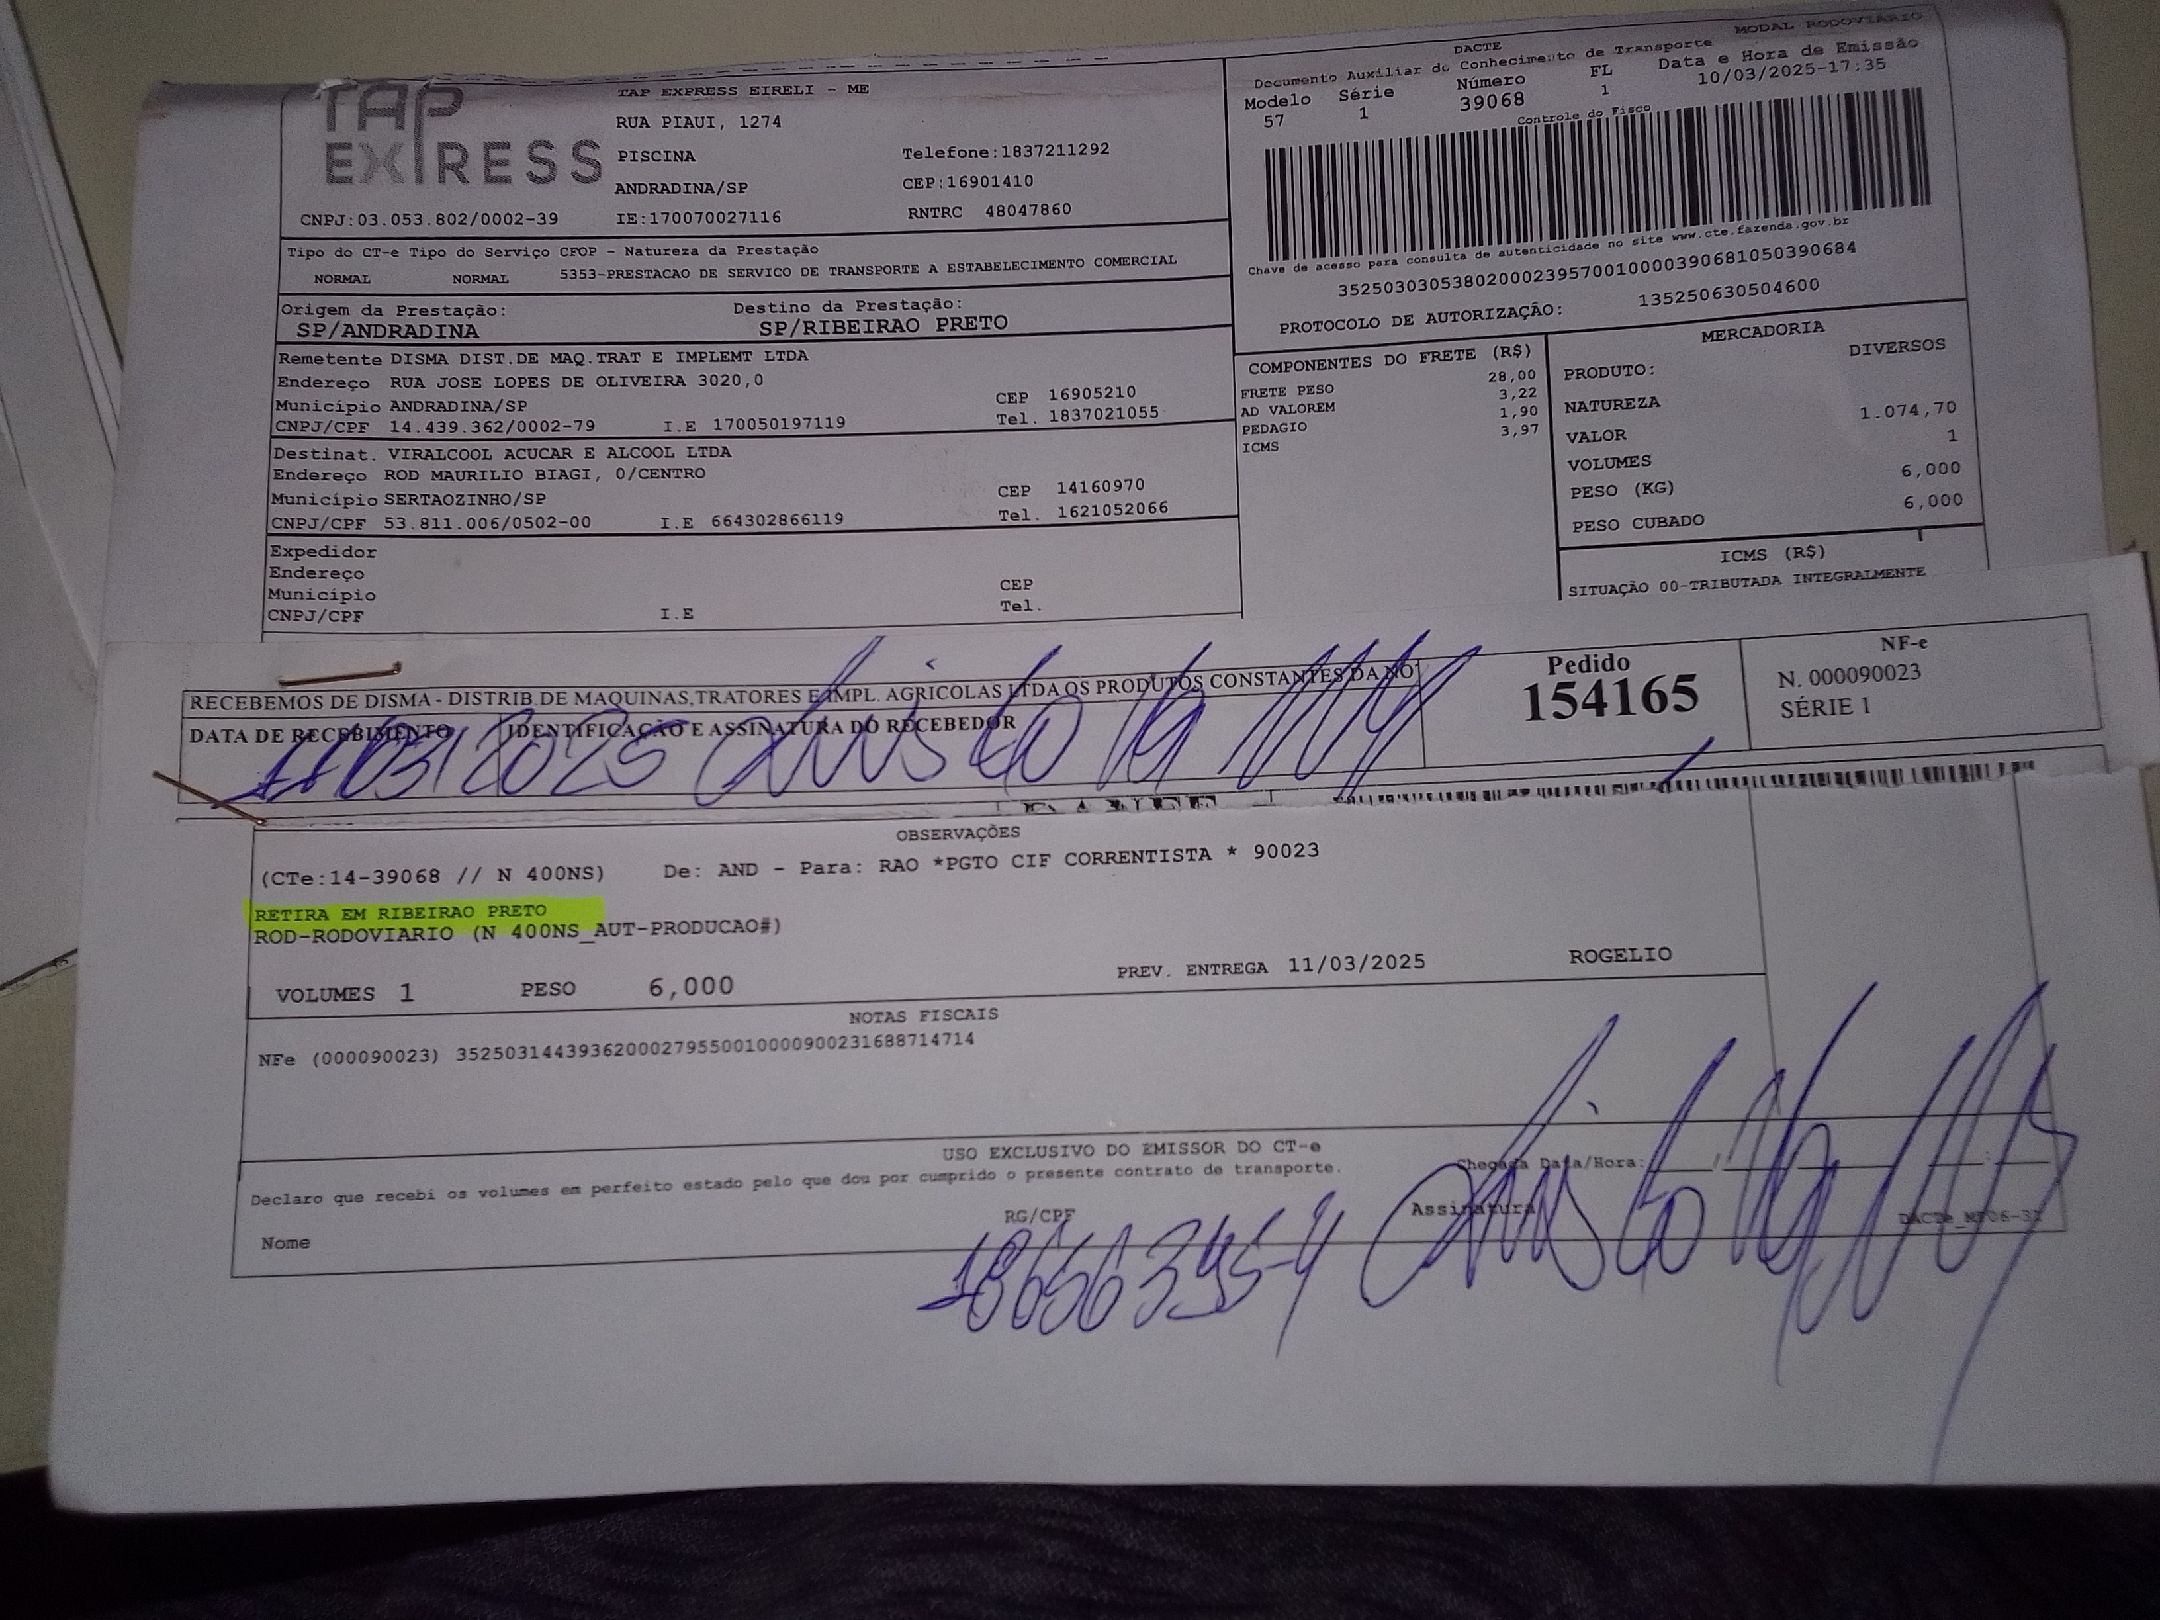 MODAL RODOVIARIO
TAP EXPRESS
TAP EXPRESS EIRELI - ME
RUA PIAUI, 1274
PISCINA Telefone:1837211292
ANDRADINA/SP CEP:16901410
CNPJ:03.053.802/0002-39 IE:170070027116 RNTRC 48047860
DACTE
Documento Auxiliar do Conhecimento de Transporte
Modelo Série Número FL Data e Hora de Emissão
57 1 39068 1 10/03/2025-17:35
Controle do Fisco
Chave de acesso para consulta de autenticidade no site www.cte.fazenda.gov.br
35250303053802000239570010000390681050390684
PROTOCOLO DE AUTORIZAÇÃO: 135250630504600
Tipo do CT-e Tipo do Serviço CFOP - Natureza da Prestação
NORMAL NORMAL 5353-PRESTACAO DE SERVICO DE TRANSPORTE A ESTABELECIMENTO COMERCIAL
Origem da Prestação: Destino da Prestação:
SP/ANDRADINA SP/RIBEIRAO PRETO
Remetente DISMA DIST.DE MAQ.TRAT E IMPLEMT LTDA
Endereço RUA JOSE LOPES DE OLIVEIRA 3020,0
Município ANDRADINA/SP CEP 16905210
CNPJ/CPF 14.439.362/0002-79 I.E 170050197119 Tel. 1837021055
Destinat. VIRALCOOL ACUCAR E ALCOOL LTDA
Endereço ROD MAURILIO BIAGI, 0/CENTRO
Município SERTAOZINHO/SP CEP 14160970
CNPJ/CPF 53.811.006/0502-00 I.E 664302866119 Tel. 1621052066
Expedidor
Endereço
Município CEP
CNPJ/CPF I.E Tel.
COMPONENTES DO FRETE (R$)
FRETE PESO 28,00
AD VALOREM 3,22
PEDAGIO 1,90
ICMS 3,97
MERCADORIA
PRODUTO: DIVERSOS
NATUREZA
VALOR 1.074,70
VOLUMES 1
PESO (KG) 6,000
PESO CUBADO 6,000
ICMS (R$)
SITUAÇÃO 00-TRIBUTADA INTEGRALMENTE
RECEBEMOS DE DISMA - DISTRIB.DE MAQUINAS,TRATORES E IMPL. AGRICOLAS LTDA OS PRODUTOS CONSTANTES DA NO
DATA DE RECEBIMENTO IDENTIFICAÇAO E ASSINATURA DO RECEBEDOR
11/03/2025
Pedido
154165
NF-e
N. 000090023
SÉRIE 1
OBSERVAÇÕES
(CTe:14-39068 // N 400NS) De: AND - Para: RAO *PGTO CIF CORRENTISTA * 90023
RETIRA EM RIBEIRAO PRETO
ROD-RODOVIARIO (N 400NS_AUT-PRODUCAO#)
VOLUMES 1 PESO 6,000 PREV. ENTREGA 11/03/2025 ROGELIO
NOTAS FISCAIS
NFe (000090023) 35250314439362000279550010000900231688714714
USO EXCLUSIVO DO EMISSOR DO CT-e
Declaro que recebi os volumes em perfeito estado pelo que dou por cumprido o presente contrato de transporte.
Chegada Data/Hora:
Nome RG/CPF Assinatura